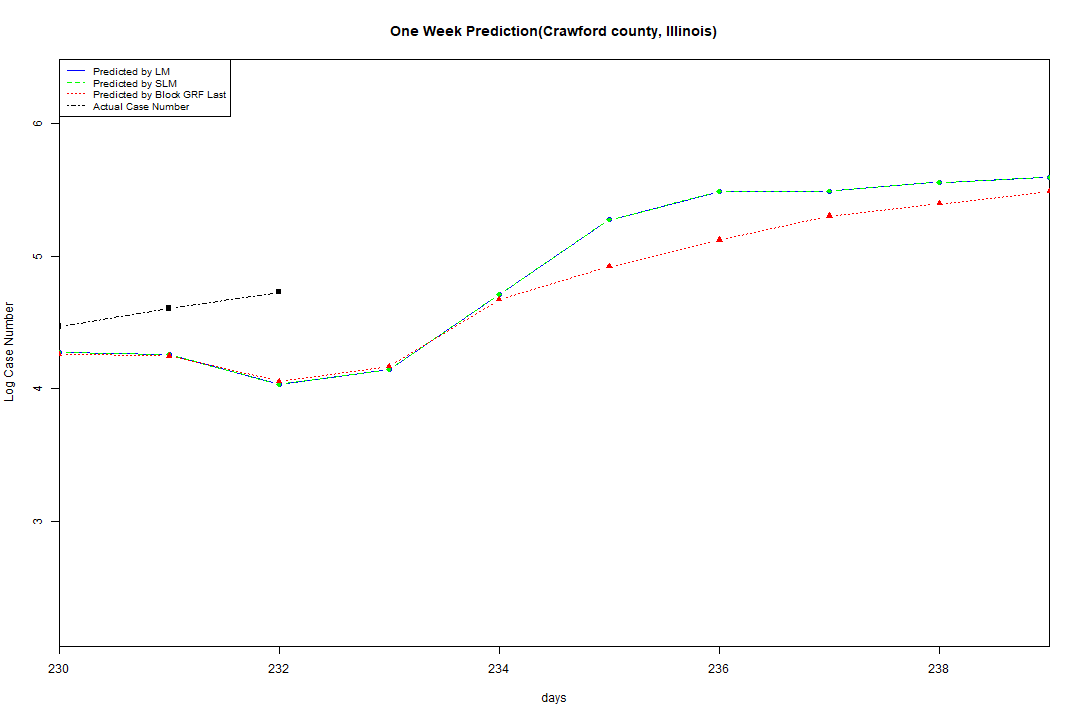 One Week Prediction(Crawford county, Illinois)
Predicted by LM
Predicted by SLM
Predicted by Block GRF Last
Actual Case Number
6
5
4
3
Log Case Number
230
232
234
236
238
days